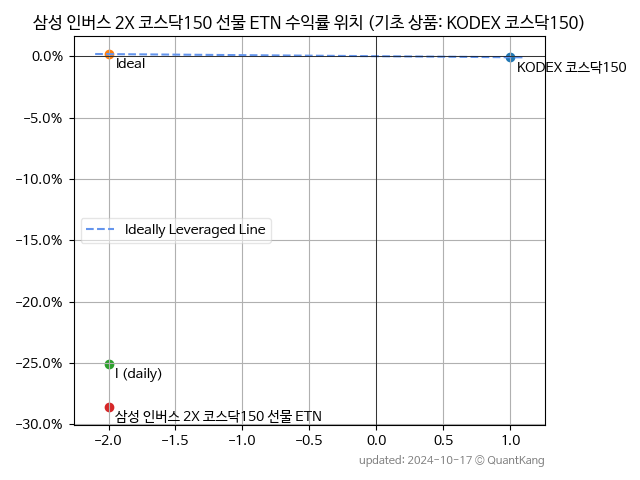 삼성 인버스 2X 코스닥150 선물 ETN 수익률 위치 (기초 상품: KODEX 코스닥150)
0.0%
Ideal
KODEX 코스닥150
−5.0%
−10.0%
Ideally Leveraged Line
−15.0%
−20.0%
−25.0%
I (daily)
삼성 인버스 2X 코스닥150 선물 ETN
−30.0%
−2.0 −1.5 −1.0 −0.5 0.0 0.5 1.0
updated: 2024-10-17 © QuantKang